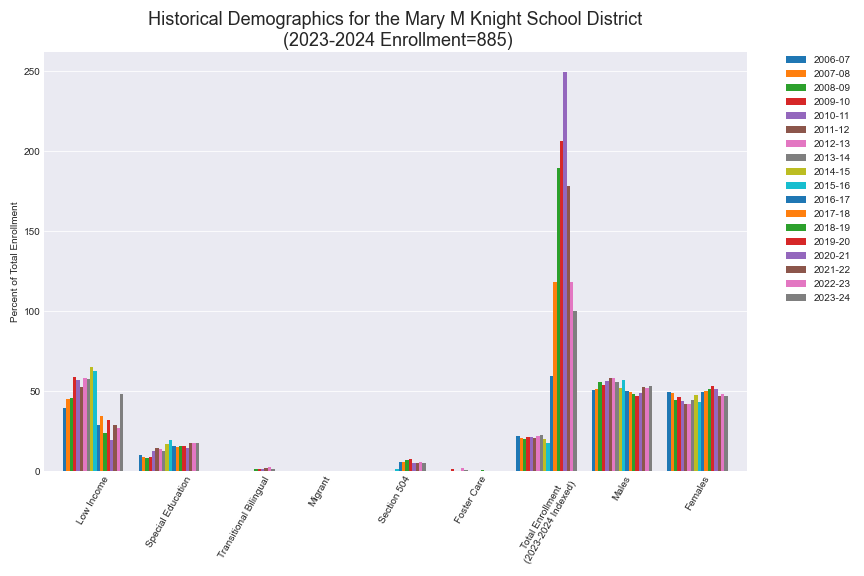 Historical Demographics for the Mary M Knight School District
(2023-2024 Enrollment=885)
Percent of Total Enrollment
250
200
150
100
50
0
Low Income
Special Education
Transitional Bilingual
Migrant
Section 504
Foster Care
Total Enrollment
(2023-2024 Indexed)
Males
Females
2006-07
2007-08
2008-09
2009-10
2010-11
2011-12
2012-13
2013-14
2014-15
2015-16
2016-17
2017-18
2018-19
2019-20
2020-21
2021-22
2022-23
2023-24